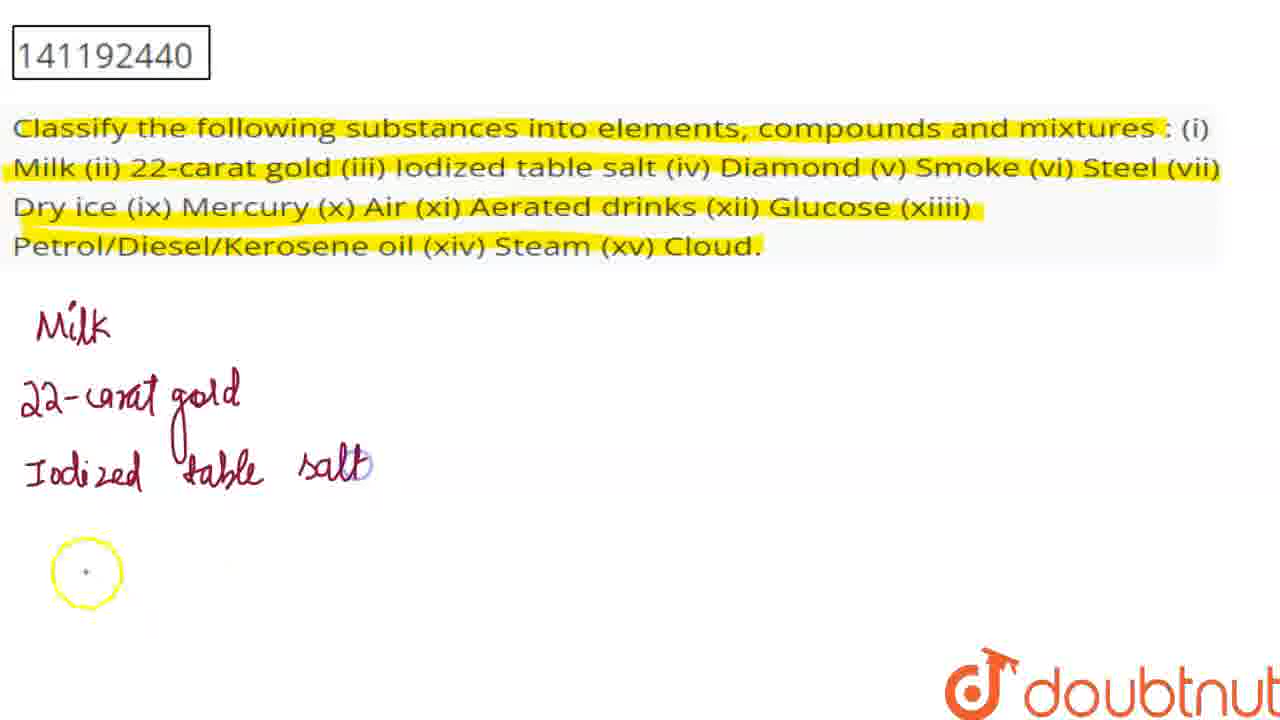 141192440
Classify the following substances into elements, compounds and mixtures : (i)
Milk (ii) 22-carat gold (iii) Iodized table salt (iv) Diamond (v) Smoke (vi) Steel (vii)
Dry ice (ix) Mercury (x) Air (xi) Aerated drinks (xii) Glucose (xiiii)
Petrol/Diesel/Kerosene oil (xiv) Steam (xv) Cloud.
Milk
22-carat gold
Iodized table salt
doubtnut